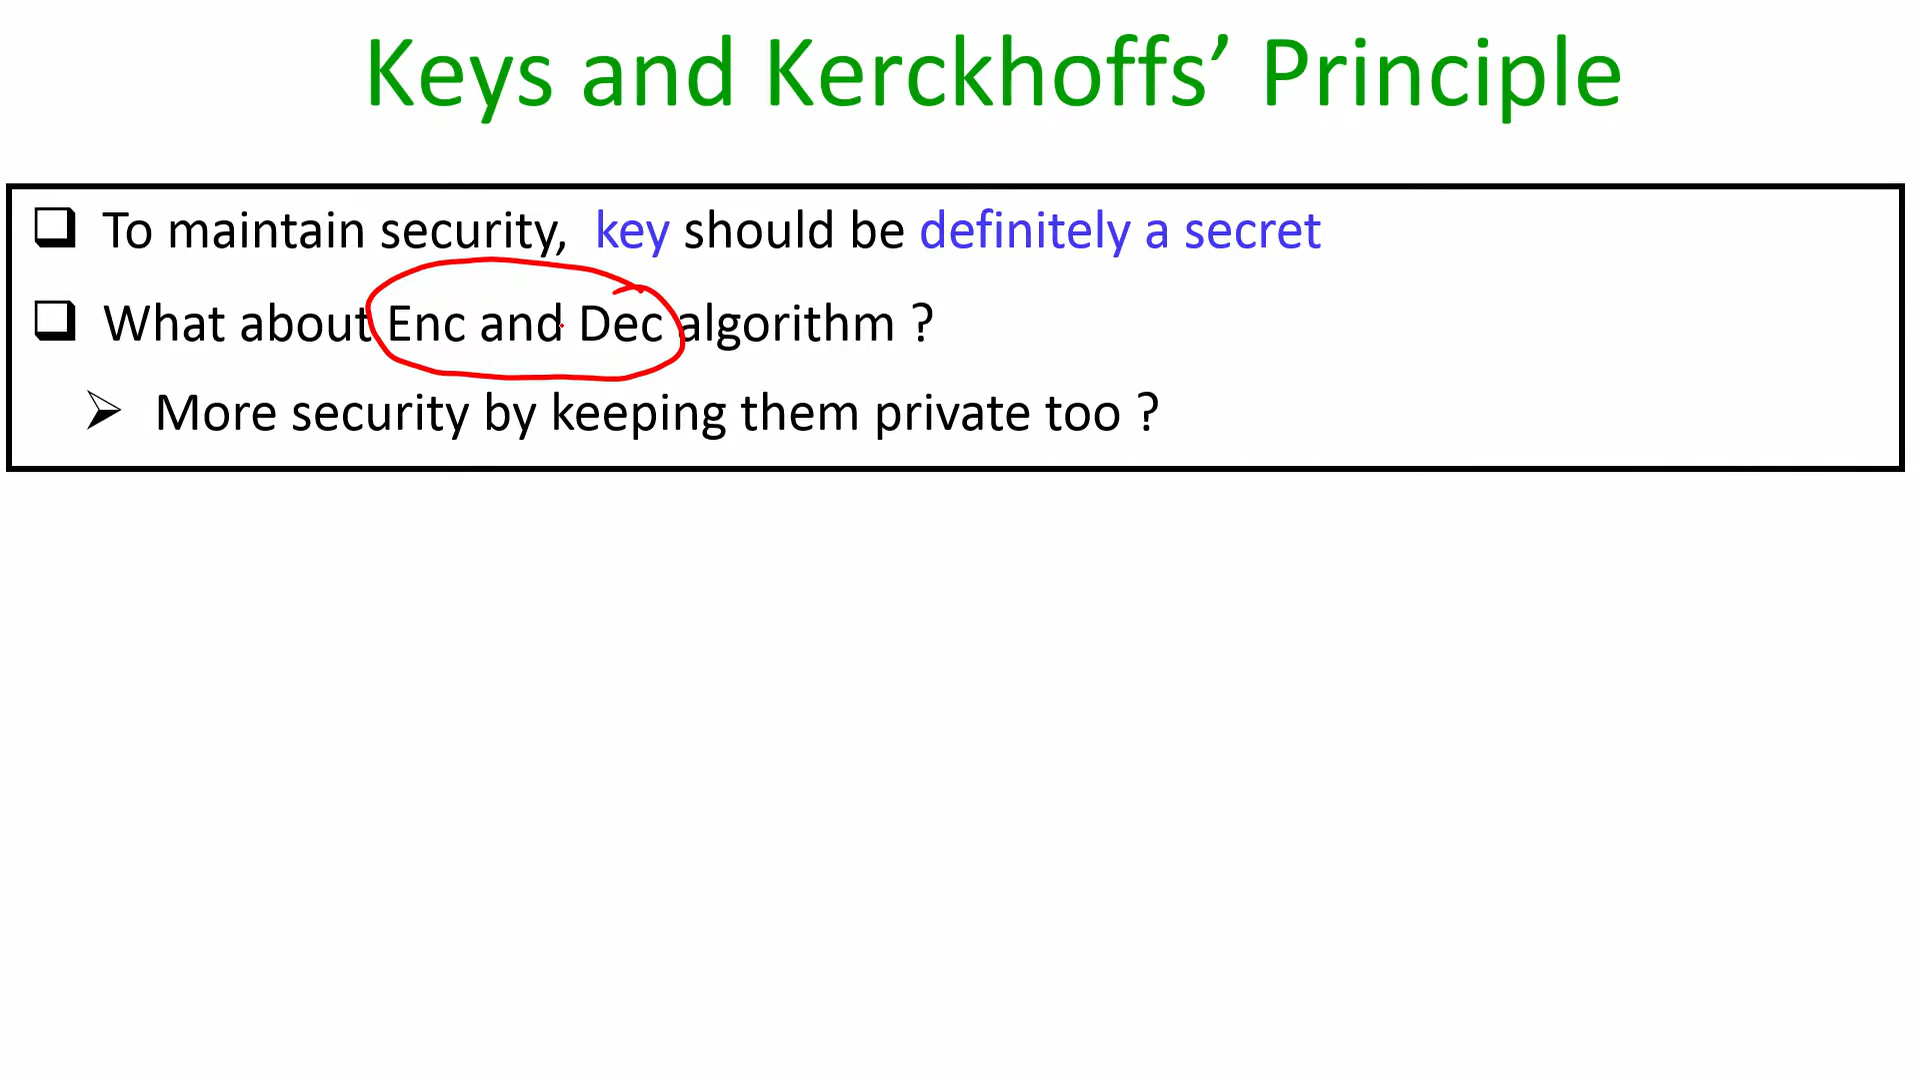 Keys and Kerckhoffs’ Principle
To maintain security, key should be definitely a secret
What about Enc and Dec algorithm ?
More security by keeping them private too ?